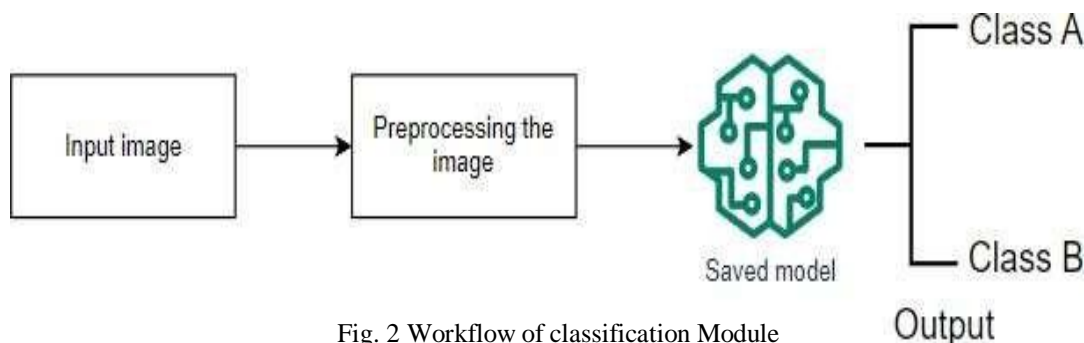 Input image
Preprocessing the
image
Saved model
Class A
Class B
Output
Fig. 2 Workflow of classification Module